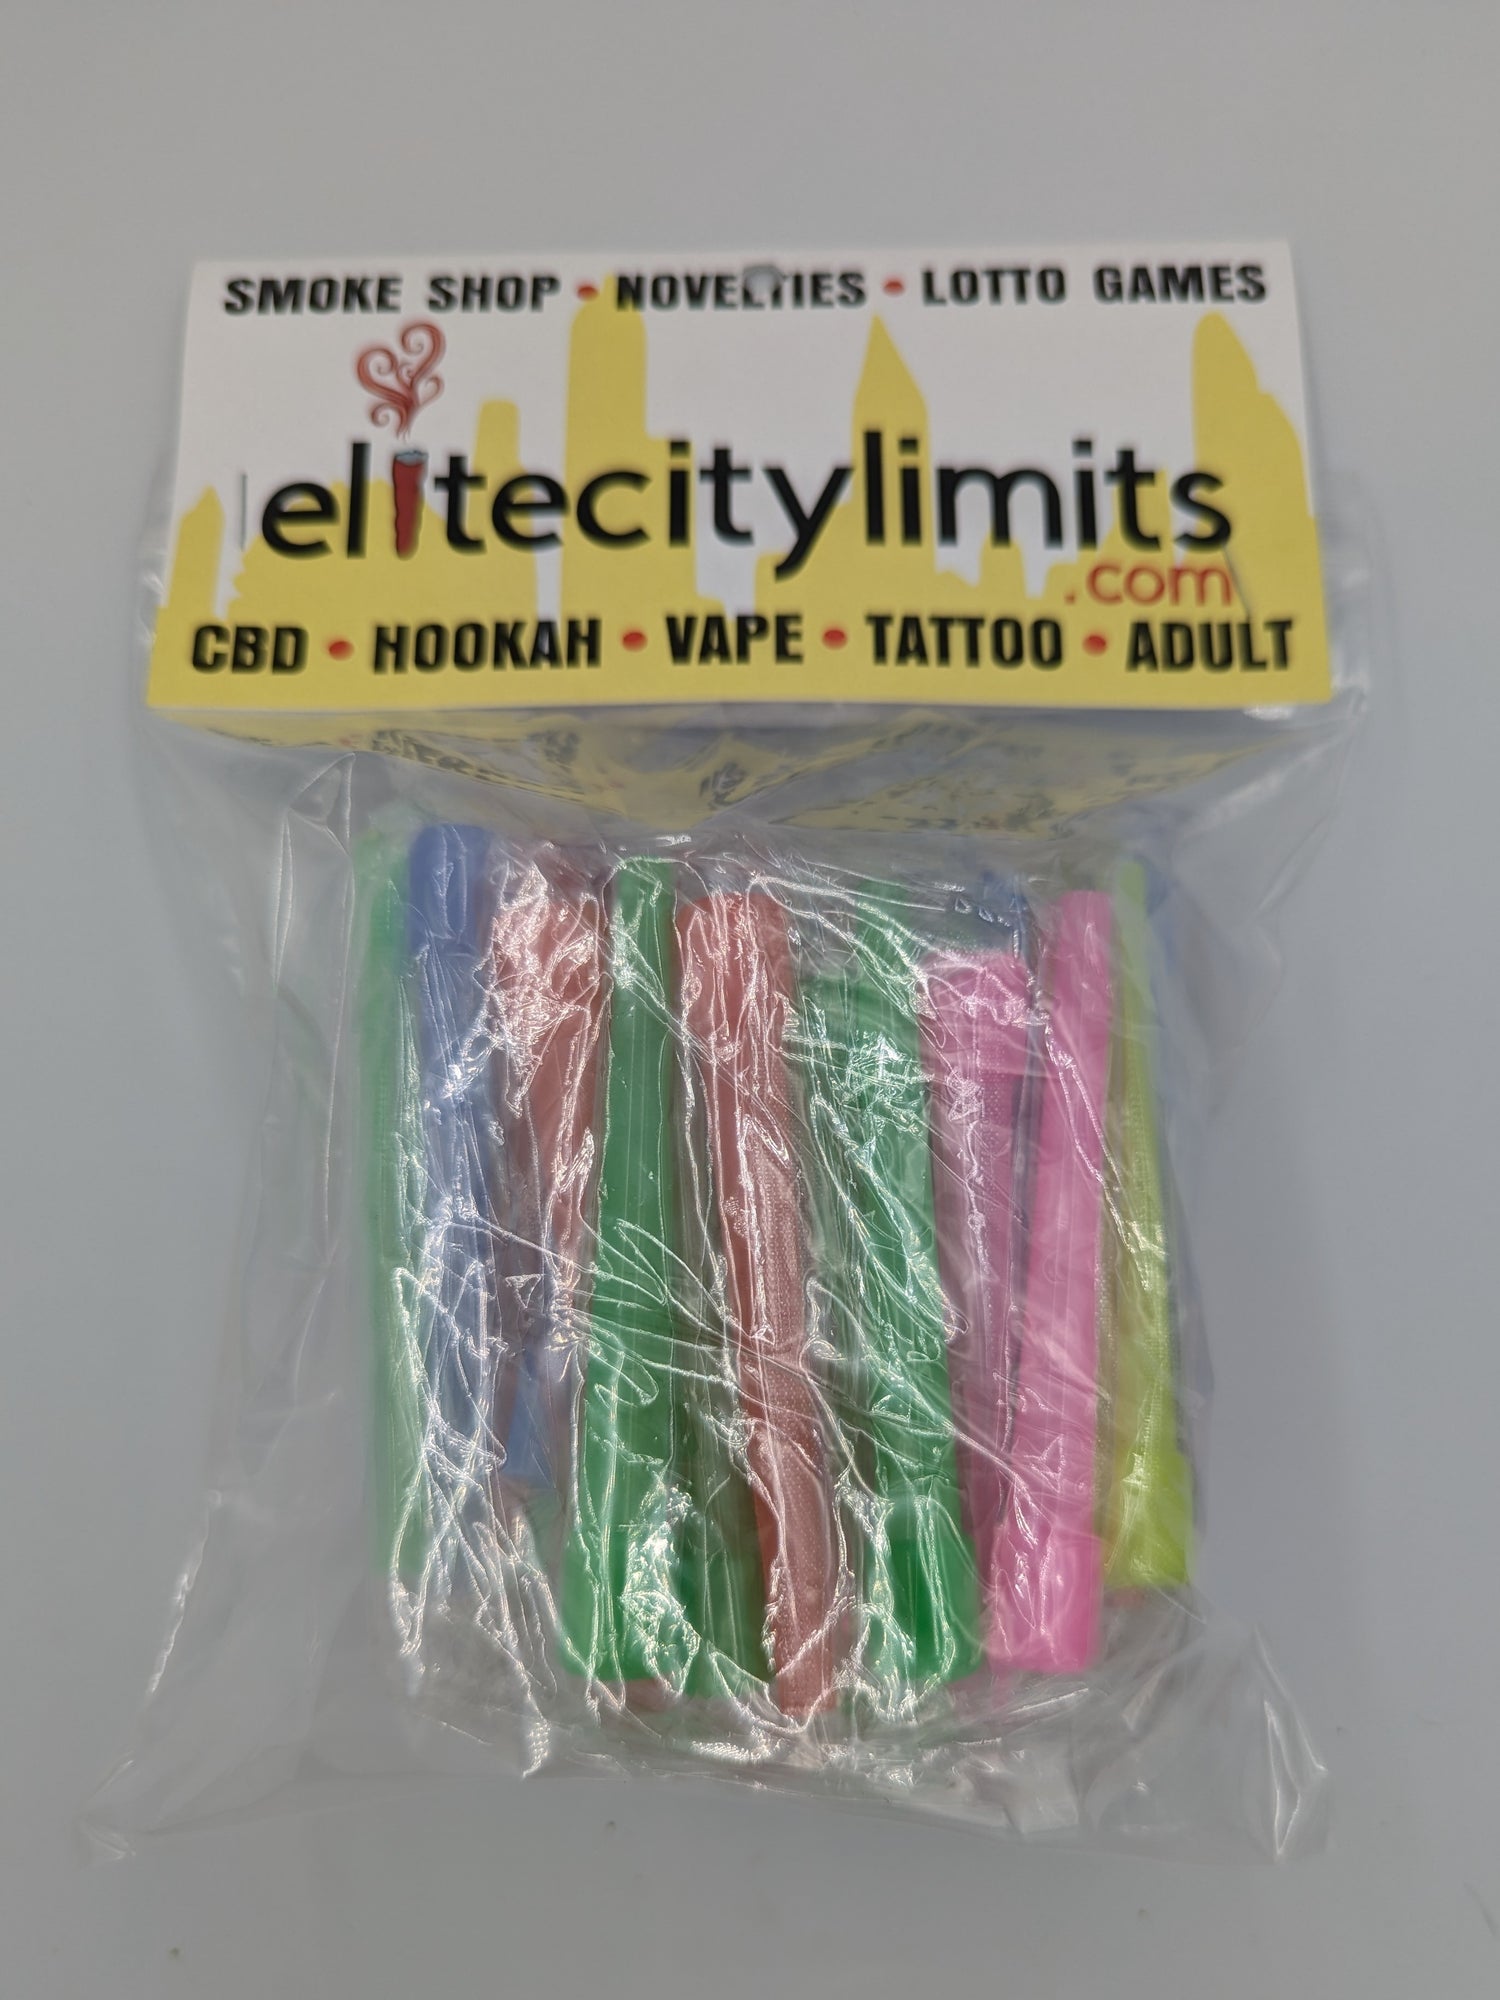 SMOKE SHOP • NOVELTIES • LOTTO GAMES
elitecitylimits
.com
CBD • HOOKAH • VAPE • TATTOO • ADULT